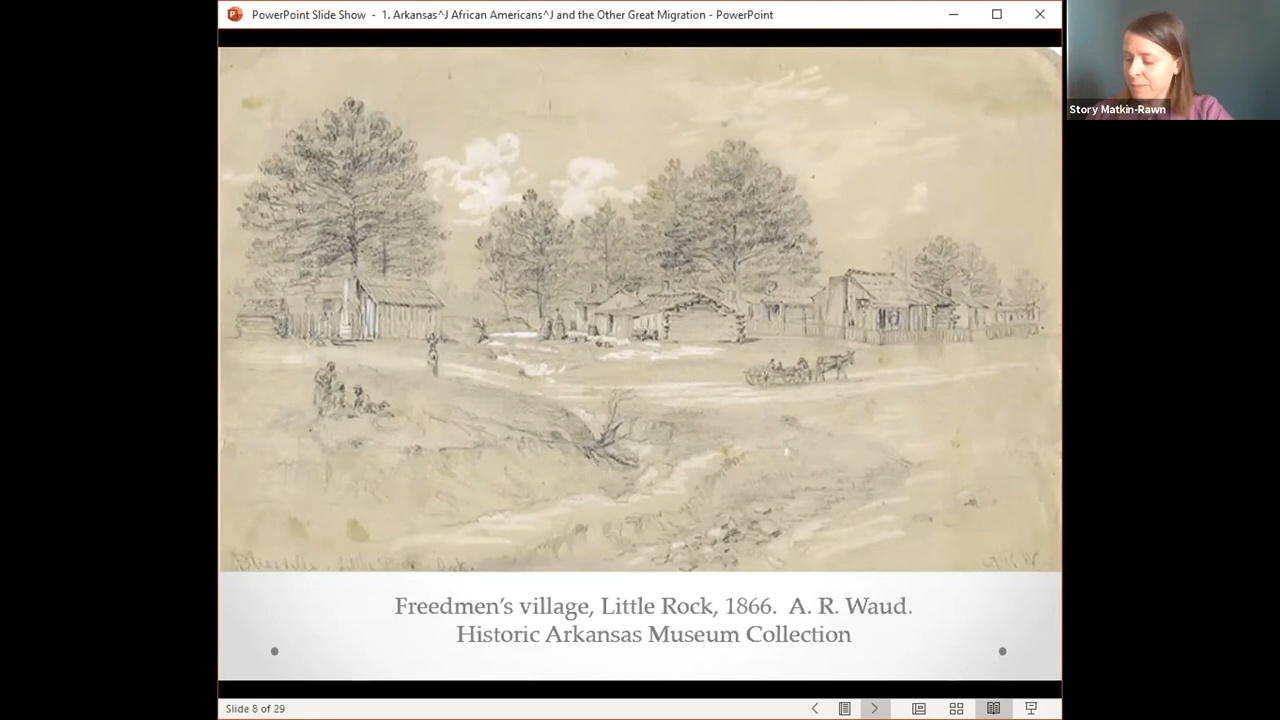 PowerPoint Slide Show - 1. Arkansas^J African Americans^J and the Other Great Migration - PowerPoint
Story Matkin-Rawn
Freedmen's village, Little Rock, 1866. A. R. Waud.
Historic Arkansas Museum Collection
Slide 8 of 29